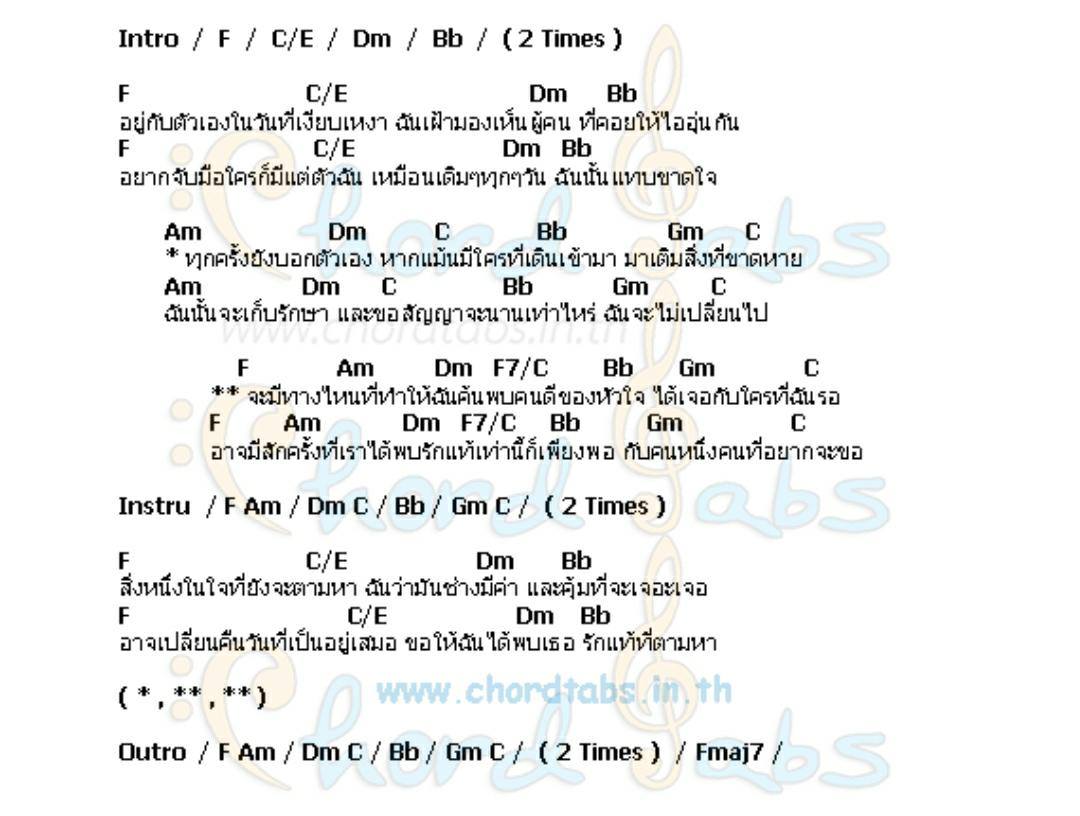 Intro / F / C/E / Dm / Bb / ( 2 Times )
F C/E Dm Bb
อยู่กับตัวเองในวันที่เงียบเหงา ฉันเฝ้ามองเห็นผู้คน ที่คอยให้ไออุ่นกัน
F C/E Dm Bb
อยากจับมือใครก็มีแต่ตัวฉัน เหมือนเดิมๆทุกๆวัน ฉันนั้นแทบขาดใจ
Am Dm C Bb Gm C
* ทุกครั้งยังบอกตัวเอง หากแม้นมีใครที่เดินเข้ามา มาเติมสิ่งที่ขาดหาย
Am Dm C Bb Gm C
ฉันนั้นจะเก็บรักษา และขอสัญญาจะนานเท่าไหร่ ฉันจะไม่เปลี่ยนไป
www.chordtabs.in.th
F Am Dm F7/C Bb Gm C
** จะมีทางไหนที่ทำให้ฉันค้นพบคนดีของหัวใจ ได้เจอกับใครที่ฉันรอ
F Am Dm F7/C Bb Gm C
อาจมีสักครั้งที่เราได้พบรักแท้เท่านี้ก็เพียงพอ กับคนหนึ่งคนที่อยากจะขอ
Instru / F Am / Dm C / Bb / Gm C / ( 2 Times )
F C/E Dm Bb
สิ่งหนึ่งในใจที่ยังจะตามหา ฉันว่ามันช่างมีค่า และคุ้มที่จะเจอะเจอ
F C/E Dm Bb
อาจเปลี่ยนคืนวันที่เป็นอยู่เสมอ ขอให้ฉันได้พบเธอ รักแท้ที่ตามหา
( * , ** , ** )
www.chordtabs.in.th
Outro / F Am / Dm C / Bb / Gm C / ( 2 Times ) / Fmaj7 /
Chord Tabs
Chord Tabs
Chord Tabs